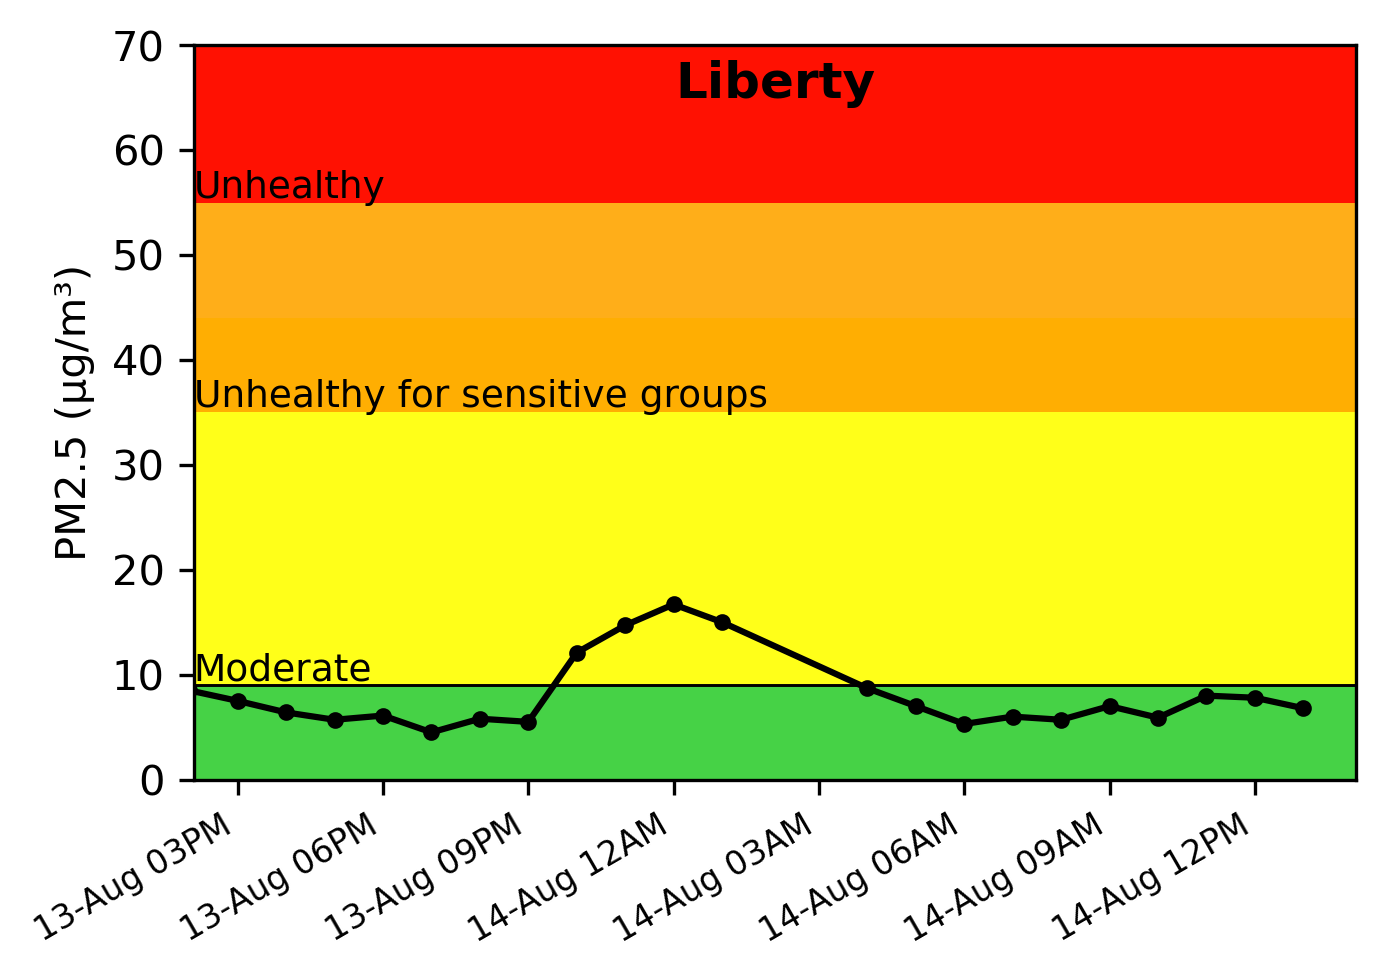 Liberty
PM2.5 (µg/m³)
70
60
50
40
30
20
10
0
Unhealthy
Unhealthy for sensitive groups
Moderate
13-Aug 03PM
13-Aug 06PM
13-Aug 09PM
14-Aug 12AM
14-Aug 03AM
14-Aug 06AM
14-Aug 09AM
14-Aug 12PM